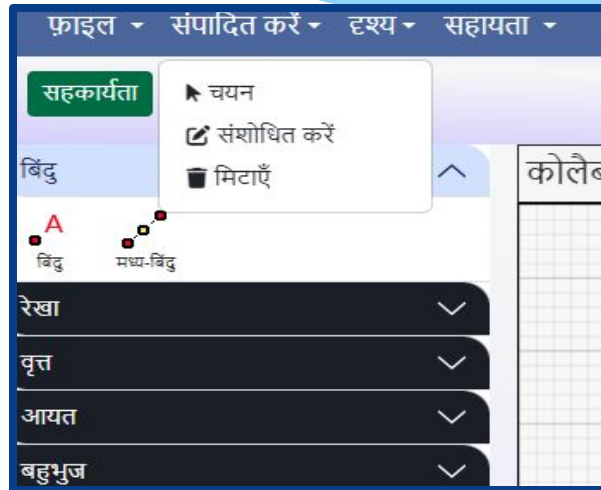 फ़ाइल संपादित करें दृश्य सहायता
सहकार्यता
चयन
संशोधित करें
मिटाएँ
बिंदु
A
बिंदु मध्य-बिंदु
रेखा
वृत्त
आयत
बहुभुज